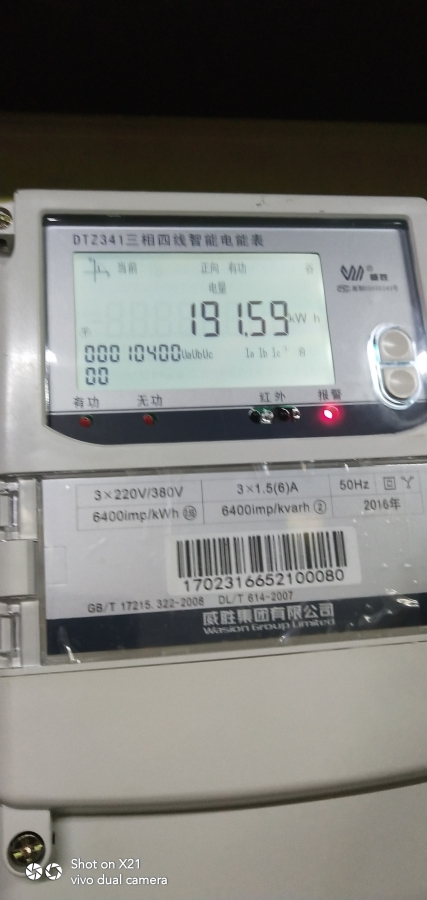 DTZ341三相四线智能电能表
当前 正向 有功 谷
电量
191.59kWh
00010400UaUbUc Ia Ib Ic
00
有功 无功 红外 报警
3×220V/380V 3×1.5(6)A 50Hz
6400imp/kWh 6400imp/kvarh ② 2016年
1702316652100080
GB/T 17215.322-2008 DL/T 614-2007
威胜集团有限公司
Wasion Group Limited
Shot on X21
vivo dual camera